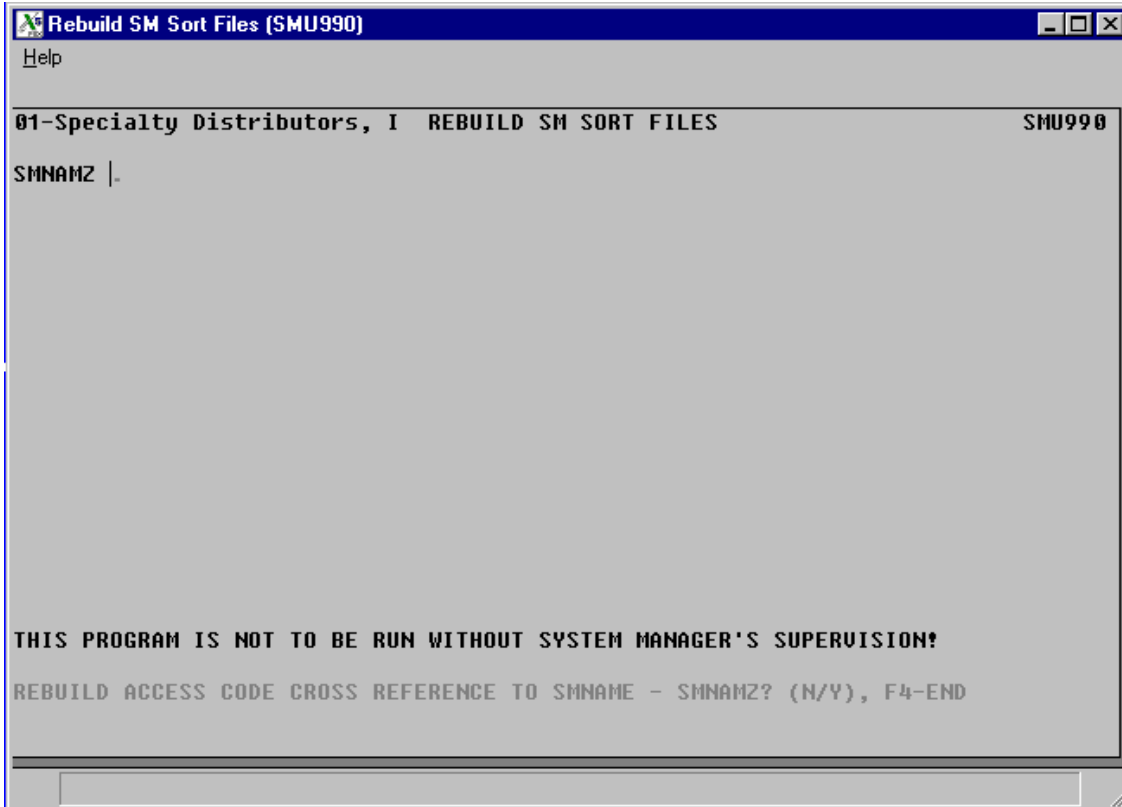 Rebuild SM Sort Files (SMU990)
Help
01-Specialty Distributors, I REBUILD SM SORT FILES SMU990
SMNAMZ .
THIS PROGRAM IS NOT TO BE RUN WITHOUT SYSTEM MANAGER'S SUPERVISION!
REBUILD ACCESS CODE CROSS REFERENCE TO SMNAME - SMNAMZ? (N/Y), F4-END